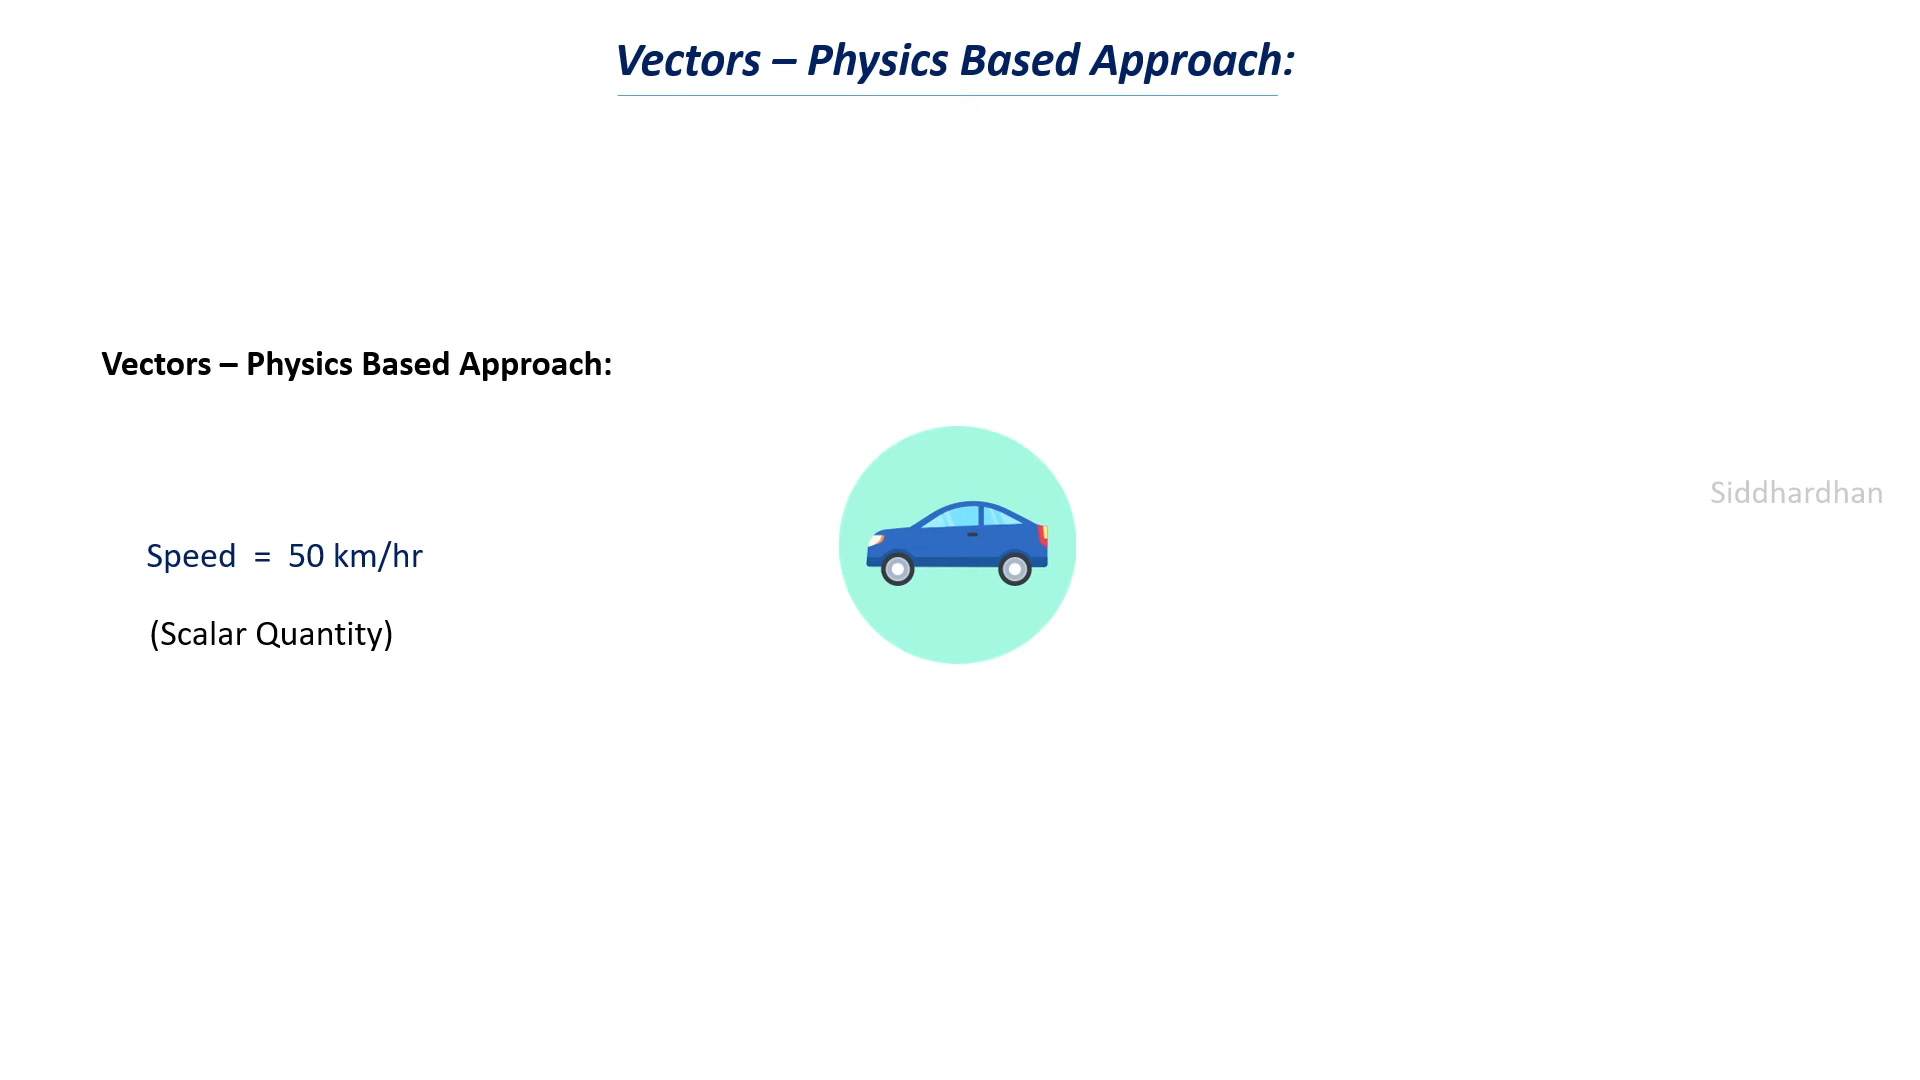 Vectors – Physics Based Approach:
Vectors – Physics Based Approach:
Siddhardhan
Speed = 50 km/hr
(Scalar Quantity)